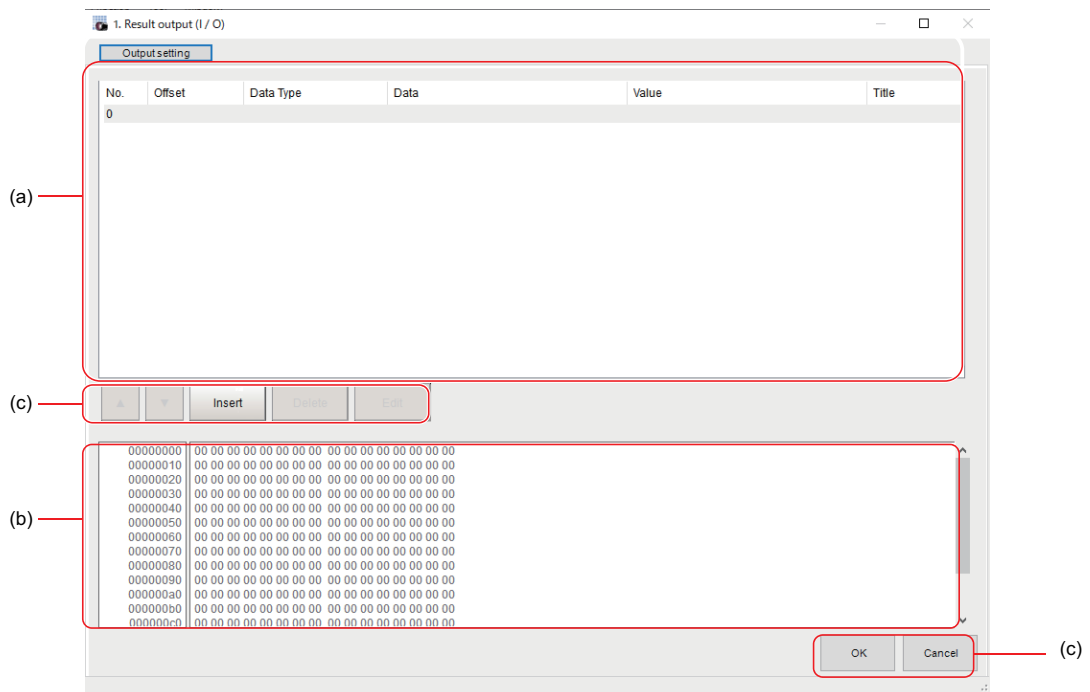 1. Result output (I / O)
Output setting
No. Offset Data Type Data Value Title
0
(a)
(c) Insert Delete Edit
00000000 00 00 00 00 00 00 00 00 00 00 00 00 00 00 00 00
00000010 00 00 00 00 00 00 00 00 00 00 00 00 00 00 00 00
00000020 00 00 00 00 00 00 00 00 00 00 00 00 00 00 00 00
00000030 00 00 00 00 00 00 00 00 00 00 00 00 00 00 00 00
00000040 00 00 00 00 00 00 00 00 00 00 00 00 00 00 00 00
(b) 00000050 00 00 00 00 00 00 00 00 00 00 00 00 00 00 00 00
00000060 00 00 00 00 00 00 00 00 00 00 00 00 00 00 00 00
00000070 00 00 00 00 00 00 00 00 00 00 00 00 00 00 00 00
00000080 00 00 00 00 00 00 00 00 00 00 00 00 00 00 00 00
00000090 00 00 00 00 00 00 00 00 00 00 00 00 00 00 00 00
000000a0 00 00 00 00 00 00 00 00 00 00 00 00 00 00 00 00
000000b0 00 00 00 00 00 00 00 00 00 00 00 00 00 00 00 00
000000c0 00 00 00 00 00 00 00 00 00 00 00 00 00 00 00 00
OK Cancel (c)